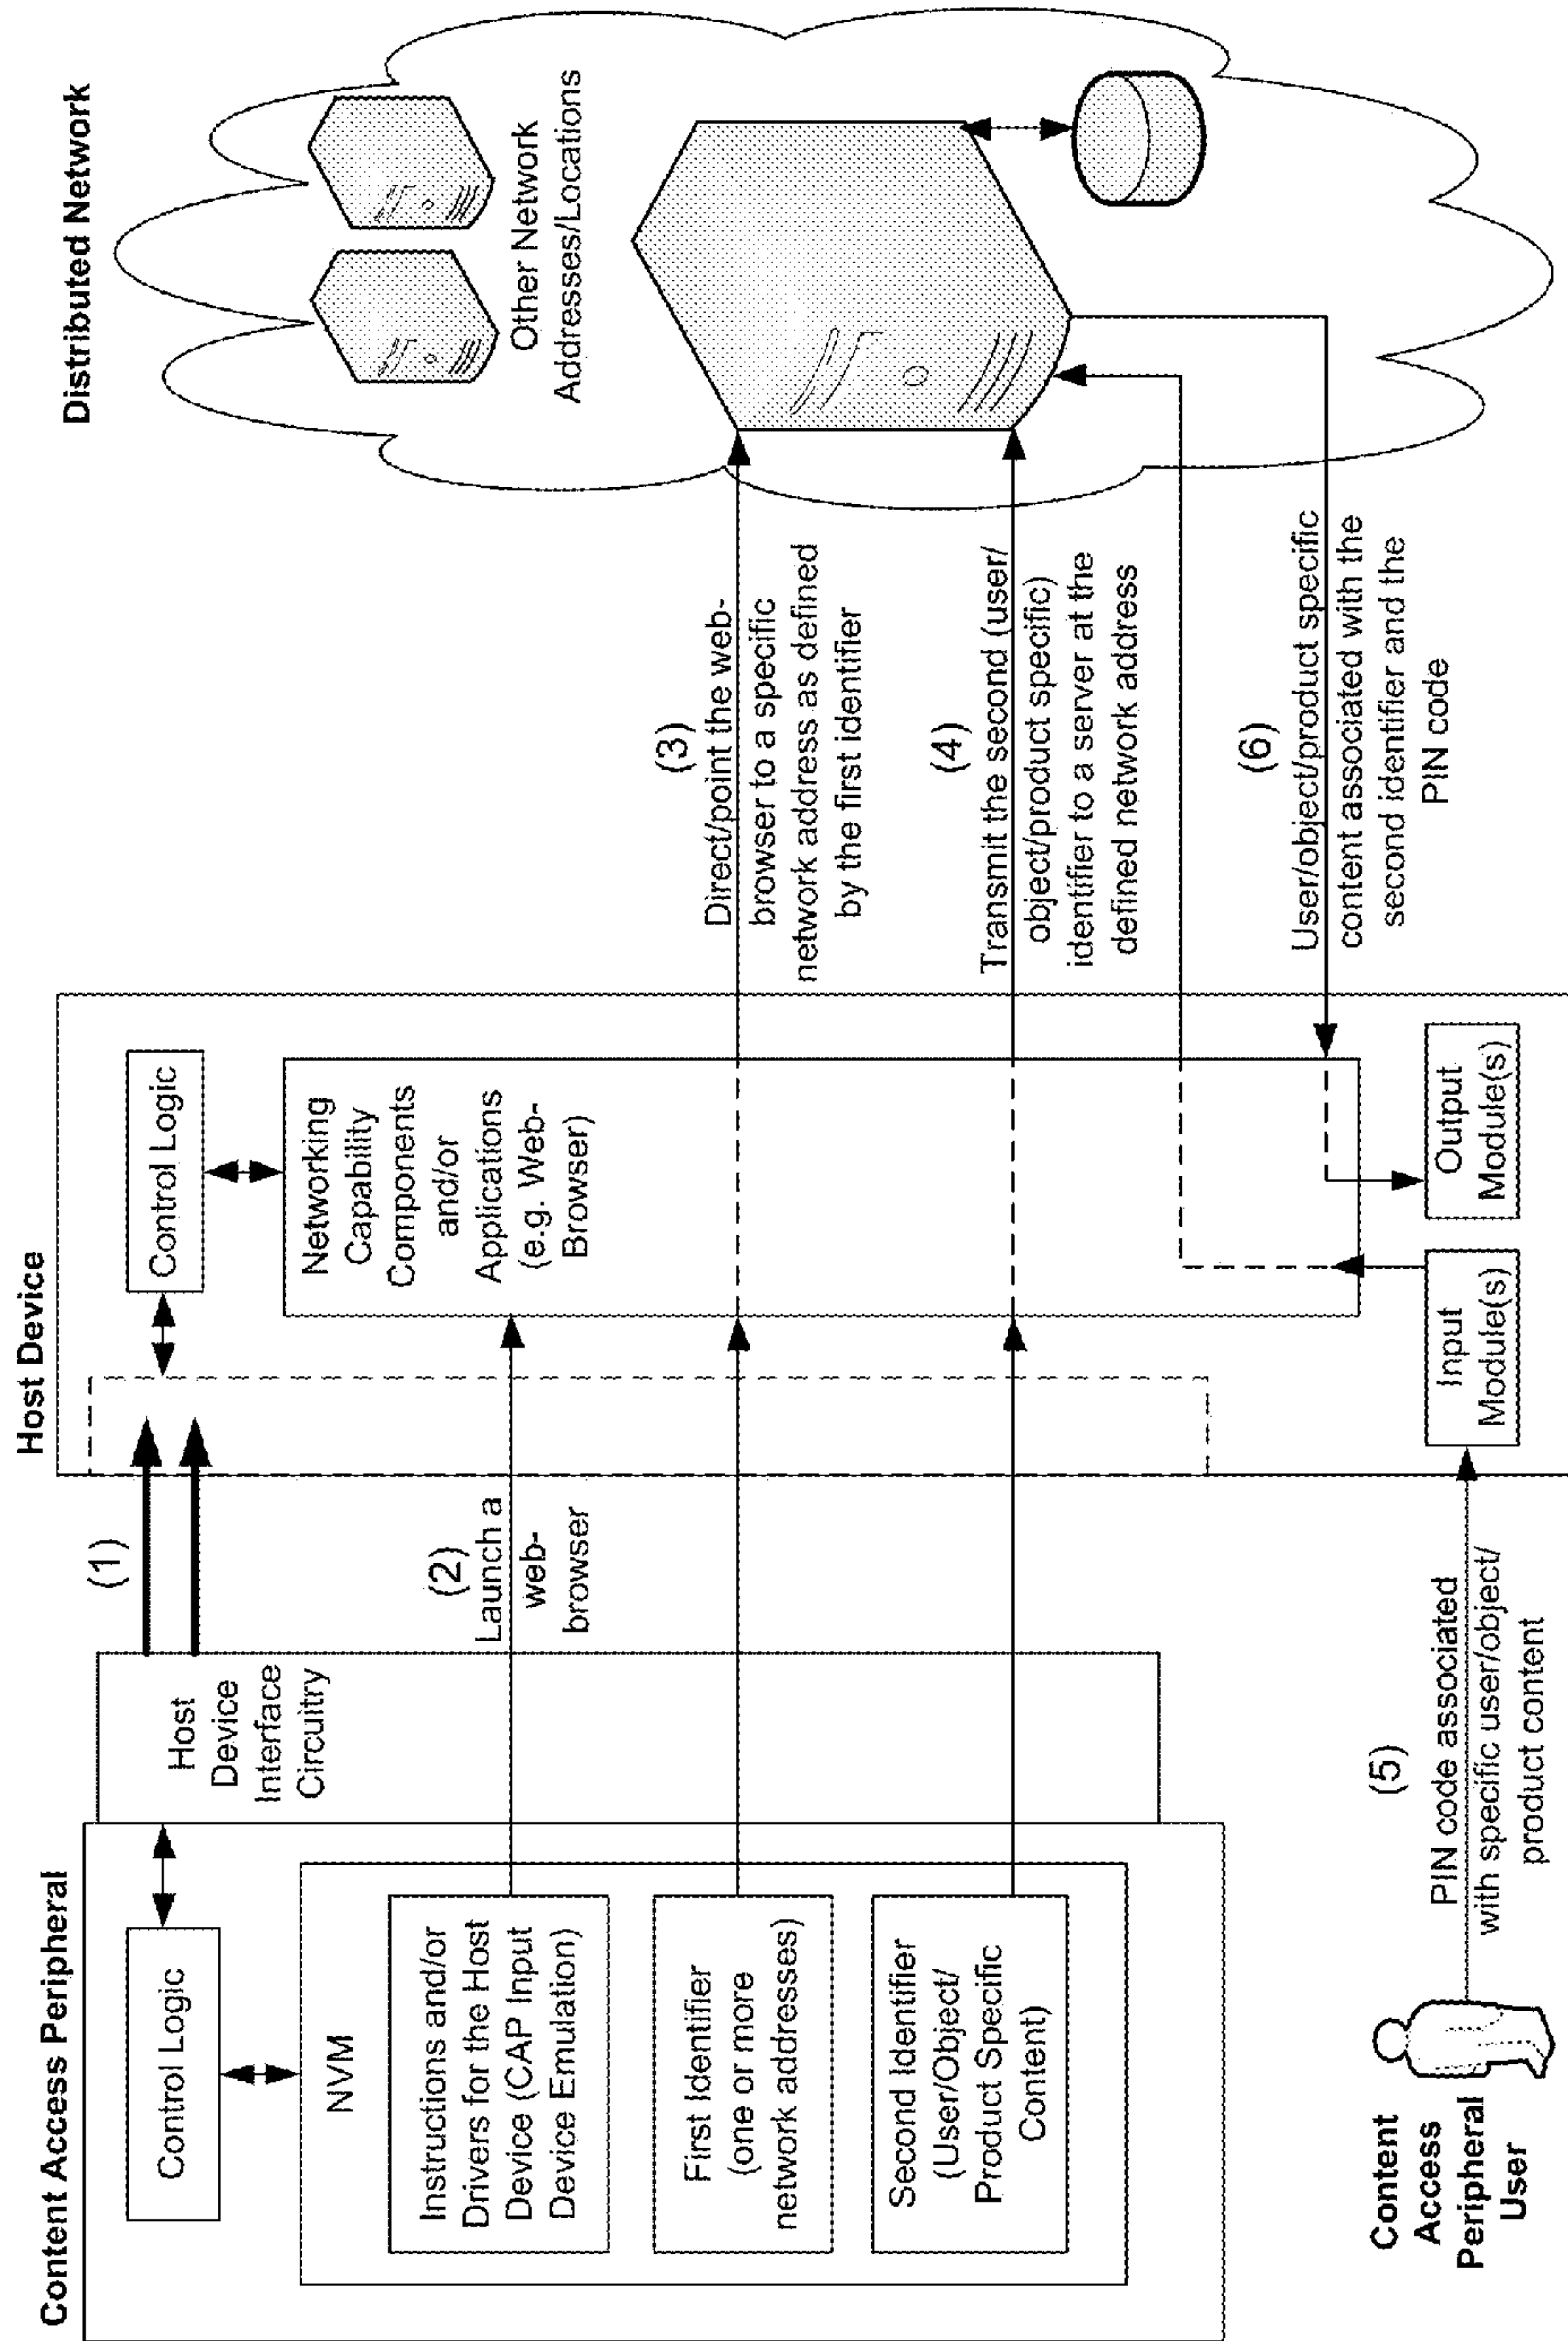 Content Access Peripheral
Control Logic
NVM
Instructions and/or
Drivers for the Host
Device (CAP Input
Device Emulation)
First Identifier
(one or more
network addresses)
Second Identifier
(User/Object/
Product Specific
Content)
Host
Device
Interface
Circuitry
(1)
(2)
Launch a
web-
browser
Content
Access
Peripheral
User
(5)
PIN code associated
with specific user/object/
product content
Host Device
Control Logic
Networking
Capability
Components
and/or
Applications
(e.g. Web-
Browser)
Input
Module(s)
Output
Module(s)
(3)
Direct/point the web-
browser to a specific
network address as defined
by the first identifier
(4)
Transmit the second (user/
object/product specific)
identifier to a server at the
defined network address
(6)
User/object/product specific
content associated with the
second identifier and the
PIN code
Distributed Network
Other Network
Addresses/Locations